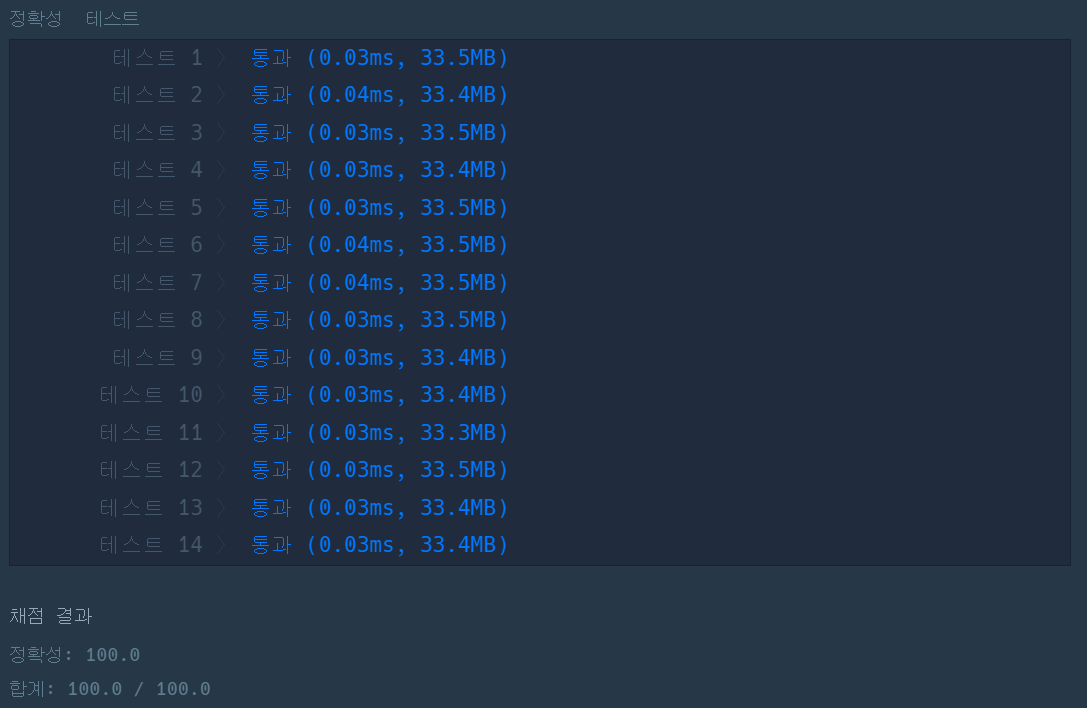 정확성 테스트
테스트 1 〉 통과 (0.03ms, 33.5MB)
테스트 2 〉 통과 (0.04ms, 33.4MB)
테스트 3 〉 통과 (0.03ms, 33.5MB)
테스트 4 〉 통과 (0.03ms, 33.4MB)
테스트 5 〉 통과 (0.03ms, 33.5MB)
테스트 6 〉 통과 (0.04ms, 33.5MB)
테스트 7 〉 통과 (0.04ms, 33.5MB)
테스트 8 〉 통과 (0.03ms, 33.5MB)
테스트 9 〉 통과 (0.03ms, 33.4MB)
테스트 10 〉 통과 (0.03ms, 33.4MB)
테스트 11 〉 통과 (0.03ms, 33.3MB)
테스트 12 〉 통과 (0.03ms, 33.5MB)
테스트 13 〉 통과 (0.03ms, 33.4MB)
테스트 14 〉 통과 (0.03ms, 33.4MB)
채점 결과
정확성: 100.0
합계: 100.0 / 100.0